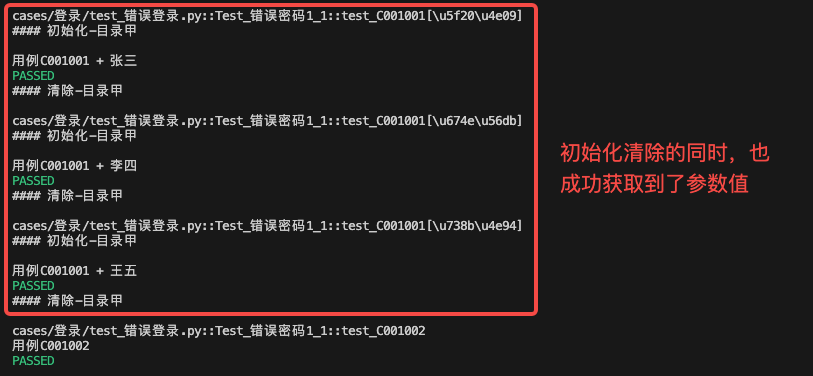 cases/登录/test_错误登录.py::Test_错误密码1_1::test_C001001[\u5f20\u4e09]
#### 初始化-目录甲
用例C001001 + 张三
PASSED
#### 清除-目录甲
cases/登录/test_错误登录.py::Test_错误密码1_1::test_C001001[\u674e\u56db]
#### 初始化-目录甲
用例C001001 + 李四
PASSED
#### 清除-目录甲
cases/登录/test_错误登录.py::Test_错误密码1_1::test_C001001[\u738b\u4e94]
#### 初始化-目录甲
用例C001001 + 王五
PASSED
#### 清除-目录甲
cases/登录/test_错误登录.py::Test_错误密码1_1::test_C001002
用例C001002
PASSED
初始化清除的同时，也
成功获取到了参数值